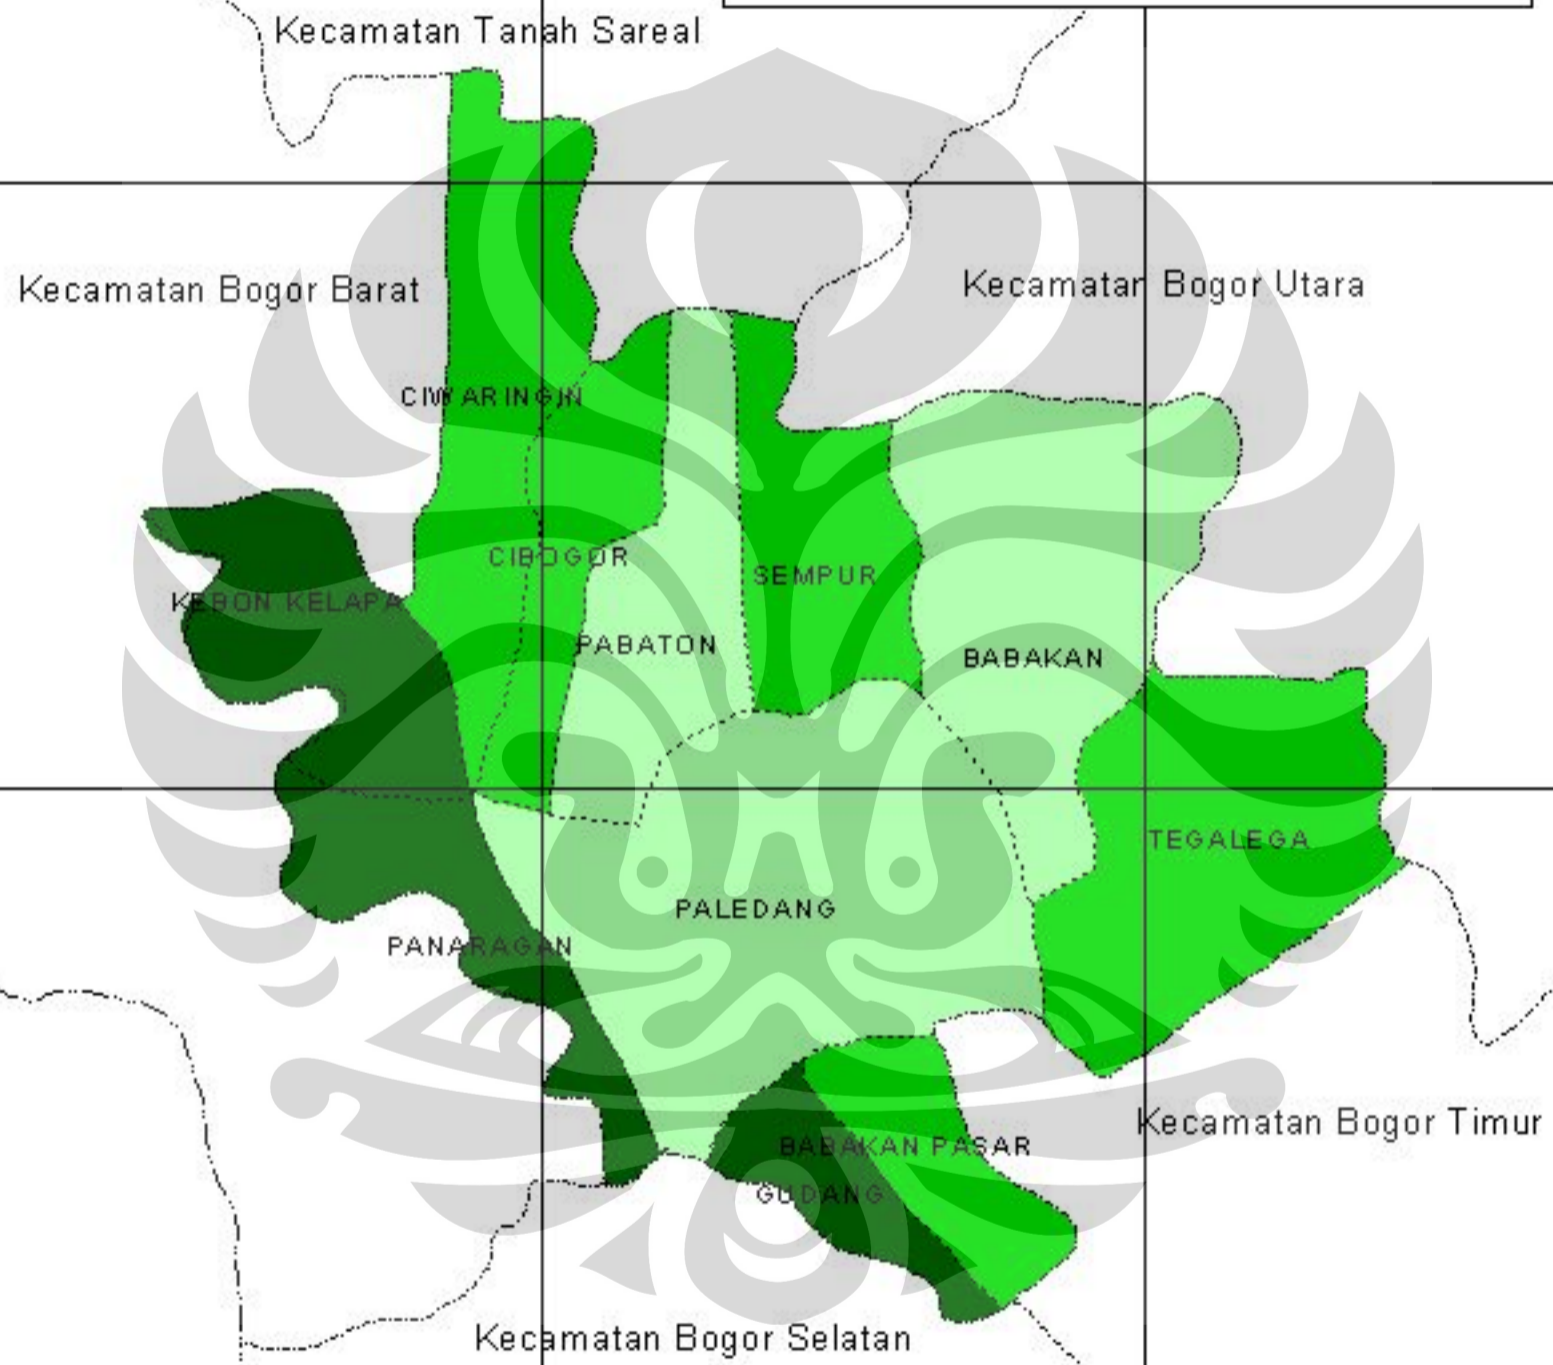 Kecamatan Tanah Sareal
Kecamatan Bogor Barat
Kecamatan Bogor Utara
CIWARINGIN
CIBOGOR
SEMPUR
KEBON KELAPA
PABATON
BABAKAN
TEGALEGA
PALEDANG
PANARAGAN
Kecamatan Bogor Timur
BABAKAN PASAR
GUDANG
Kecamatan Bogor Selatan